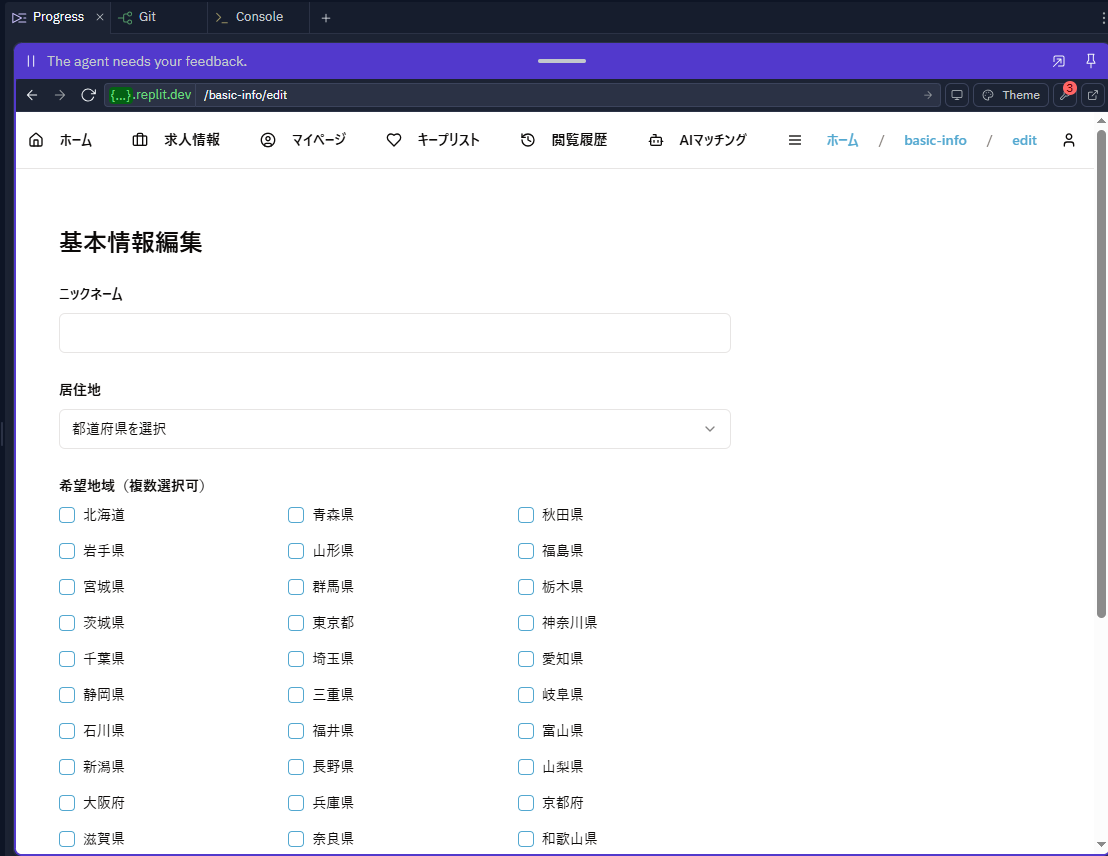 Progress Git Console
The agent needs your feedback.
{...}.replit.dev /basic-info/edit Theme 3
ホーム 求人情報 マイページ キープリスト 閲覧履歴 AIマッチング ホーム / basic-info / edit
基本情報編集
ニックネーム
居住地
都道府県を選択
希望地域（複数選択可）
北海道 青森県 秋田県
岩手県 山形県 福島県
宮城県 群馬県 栃木県
茨城県 東京都 神奈川県
千葉県 埼玉県 愛知県
静岡県 三重県 岐阜県
石川県 福井県 富山県
新潟県 長野県 山梨県
大阪府 兵庫県 京都府
滋賀県 奈良県 和歌山県